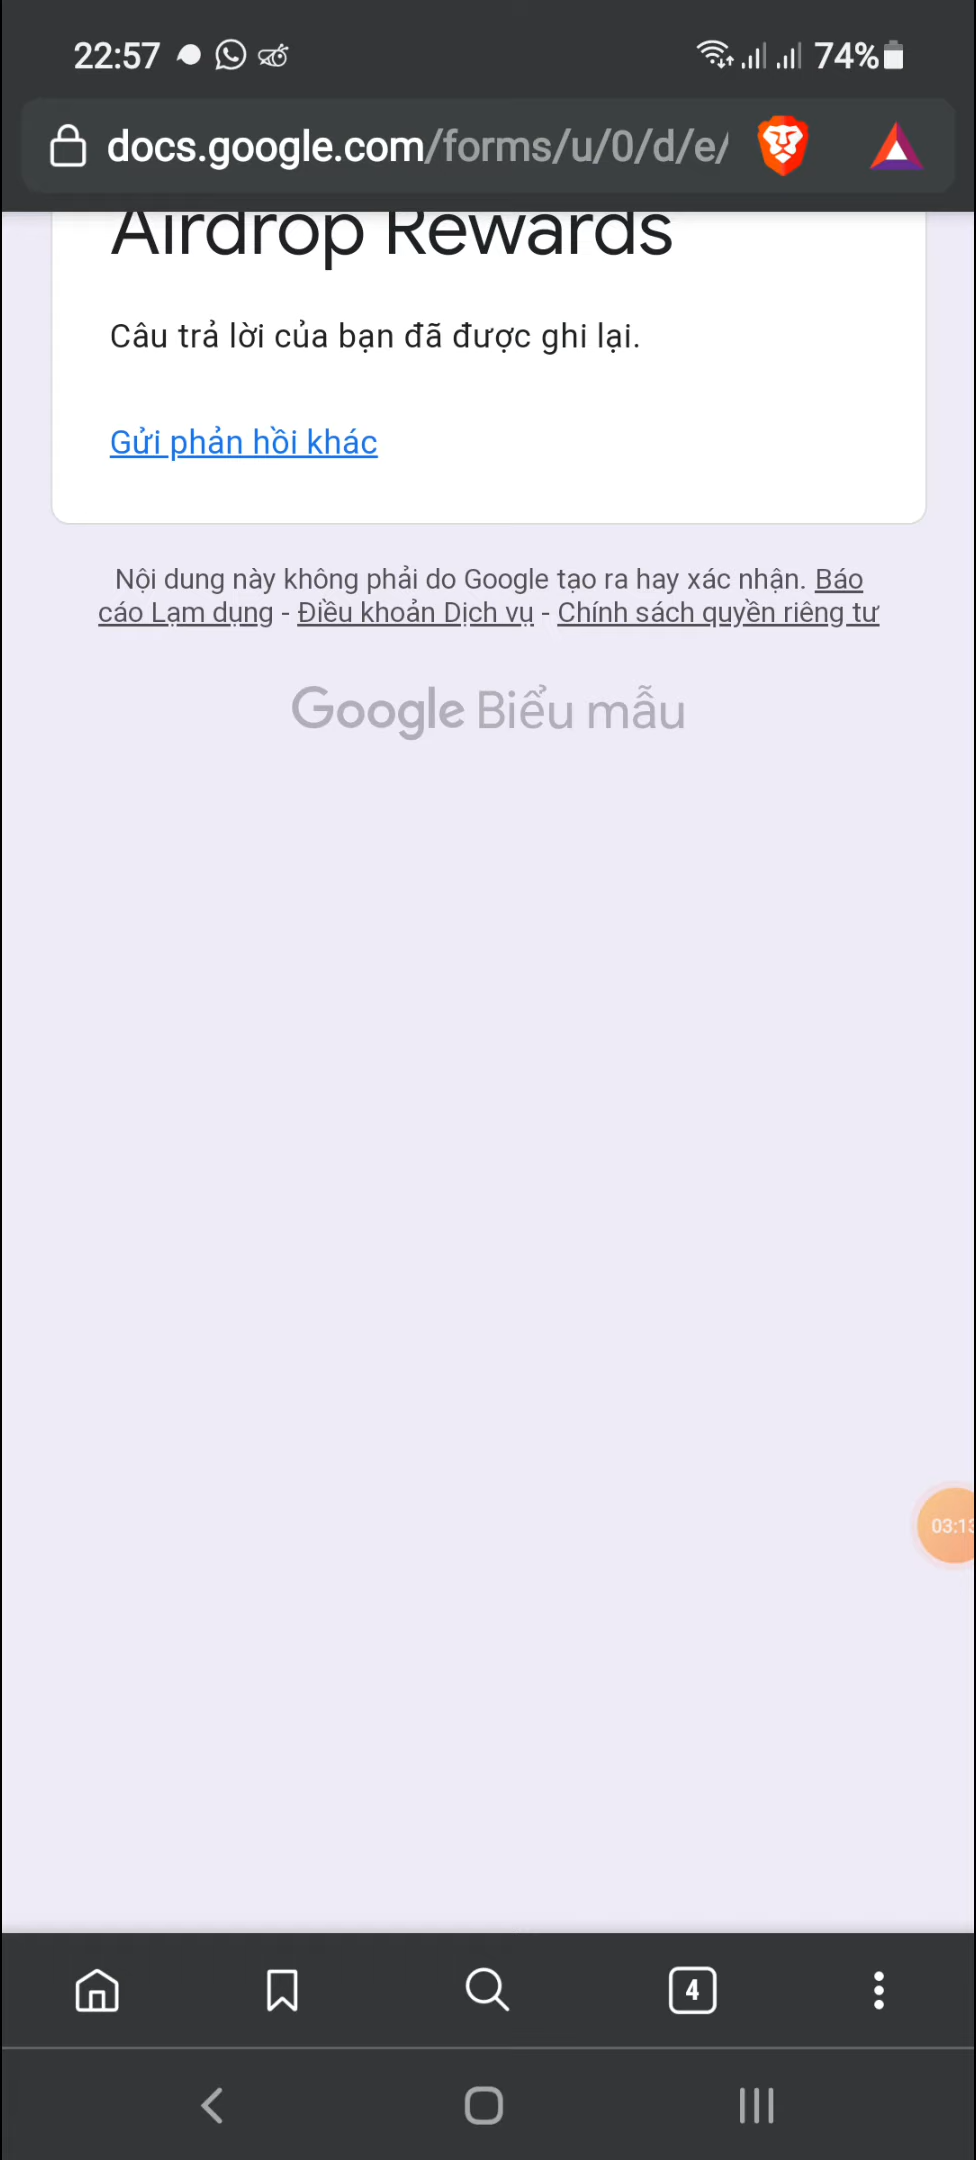 22:57
74%
docs.google.com/forms/u/0/d/e/
Airdrop Rewards
Câu trả lời của bạn đã được ghi lại.
Gửi phản hồi khác
Nội dung này không phải do Google tạo ra hay xác nhận. Báo
cáo Lạm dụng - Điều khoản Dịch vụ - Chính sách quyền riêng tư
Google Biểu mẫu
03:13
4